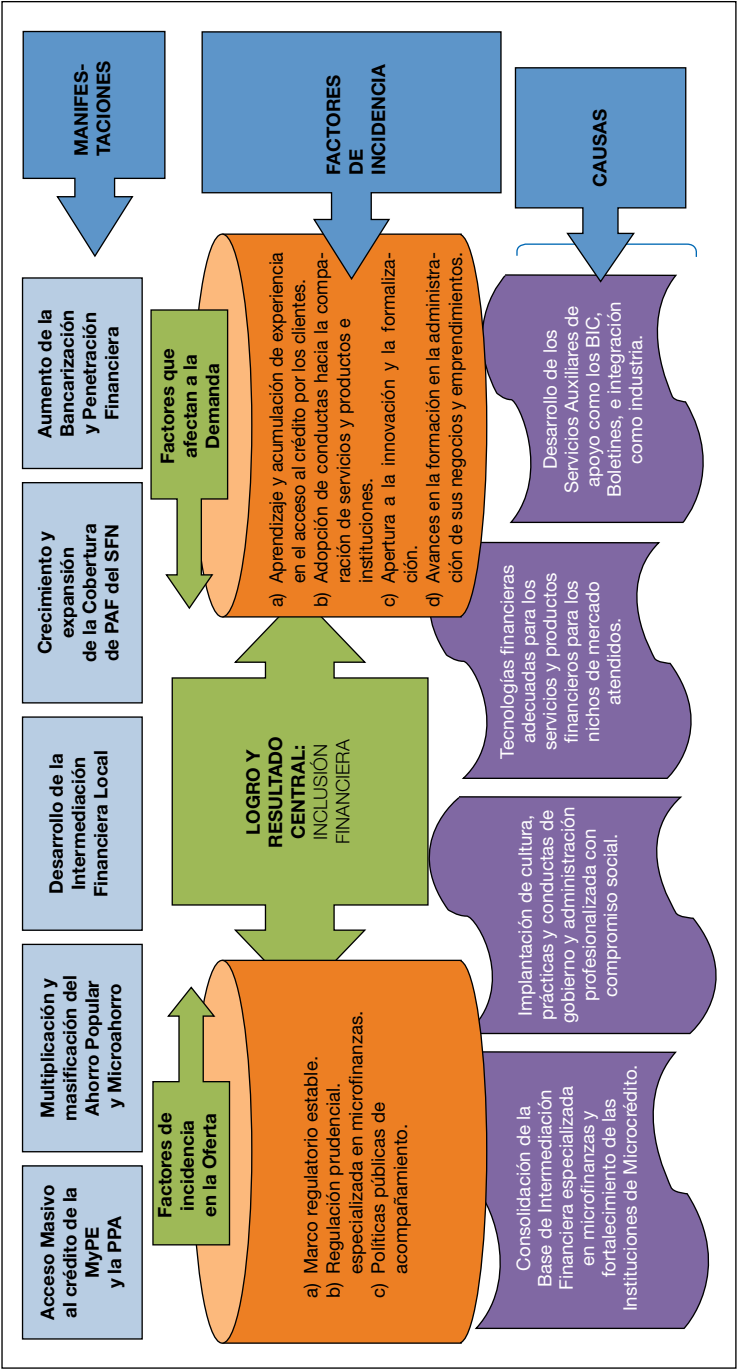 Acceso Masivo
al crédito de la
MyPE
y la PPA
Multiplicación y
masificación del
Ahorro Popular
y Microahorro
Desarrollo de la
Intermediación
Financiera Local
Crecimiento y
expansión
de la Cobertura
de PAF del SFN
Aumento de la
Bancarización
y Penetración
Financiera
MANIFES-
TACIONES
Factores de
incidencia
en la Oferta
a) Marco regulatorio estable.
b) Regulación prudencial.
especializada en microfinanzas.
c) Políticas públicas de
acompañamiento.
LOGRO Y
RESULTADO
CENTRAL:
INCLUSIÓN
FINANCIERA
Factores que
afectan a la
Demanda
a) Aprendizaje y acumulación de experiencia
en el acceso al crédito por los clientes.
b) Adopción de conductas hacia la compa-
ración de servicios y productos e
instituciones.
c) Apertura a la innovación y la formaliza-
ción.
d) Avances en la formación en la administra-
ción de sus negocios y emprendimientos.
FACTORES
DE
INCIDENCIA
Consolidación de la
Base de Intermediación
Financiera especializada
en microfinanzas y
fortalecimiento de las
Instituciones de Microcrédito.
Implantación de cultura,
prácticas y conductas de
gobierno y administración
profesionalizada con
compromiso social.
Tecnologías financieras
adecuadas para los
servicios y productos
financieros para los
nichos de mercado
atendidos.
Desarrollo de los
Servicios Auxiliares de
apoyo como los BIC,
Boletines, e integración
como industria.
CAUSAS